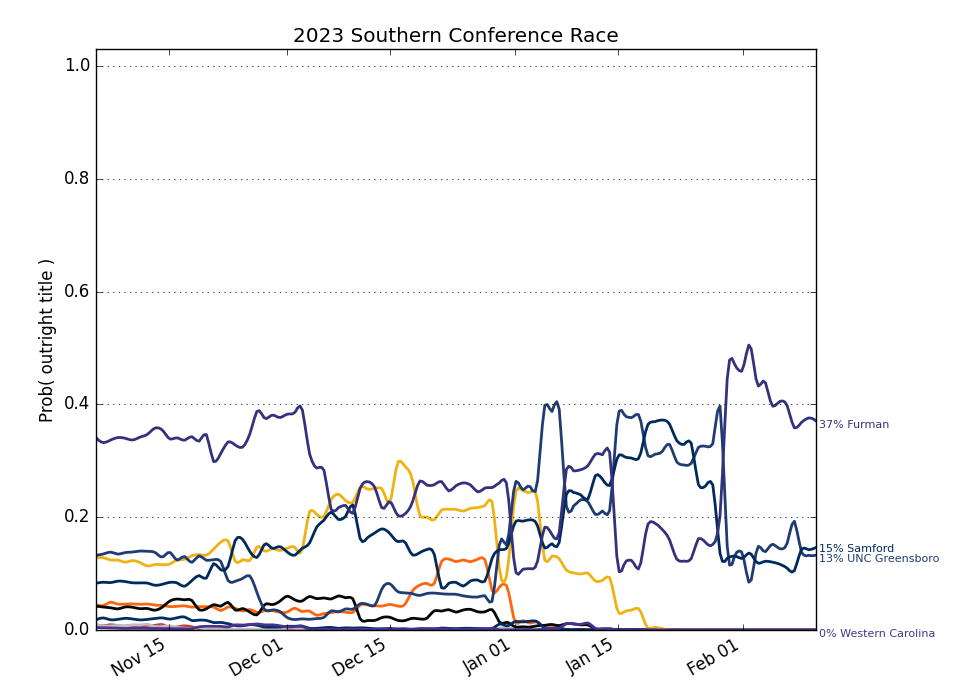 2023 Southern Conference Race
Prob( outright title )
1.0
0.8
0.6
0.4
0.2
0.0
37% Furman
15% Samford
13% UNC Greensboro
0% Western Carolina
Nov 15
Dec 01
Dec 15
Jan 01
Jan 15
Feb 01